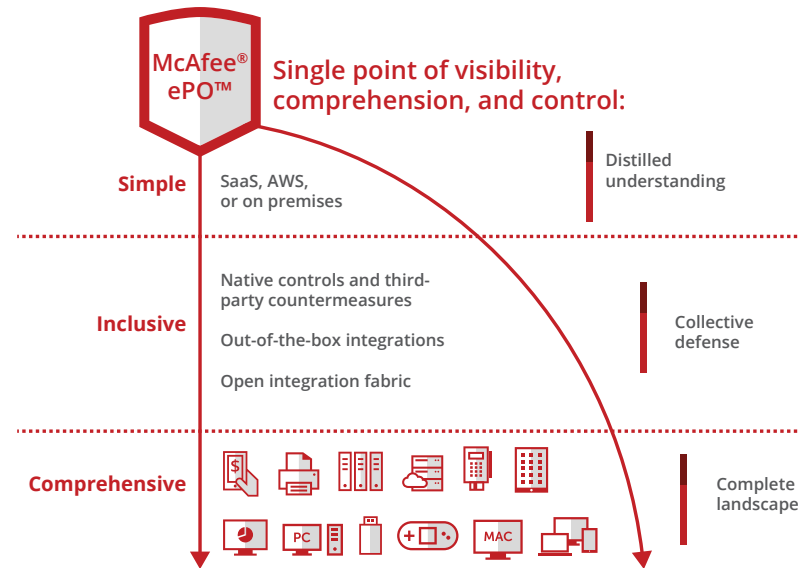 McAfee®
ePO™
Single point of visibility,
comprehension, and control:
Simple
SaaS, AWS,
or on premises
Distilled
understanding
Inclusive
Native controls and third-
party countermeasures
Out-of-the-box integrations
Open integration fabric
Collective
defense
Comprehensive
$
PC
MAC
Complete
landscape